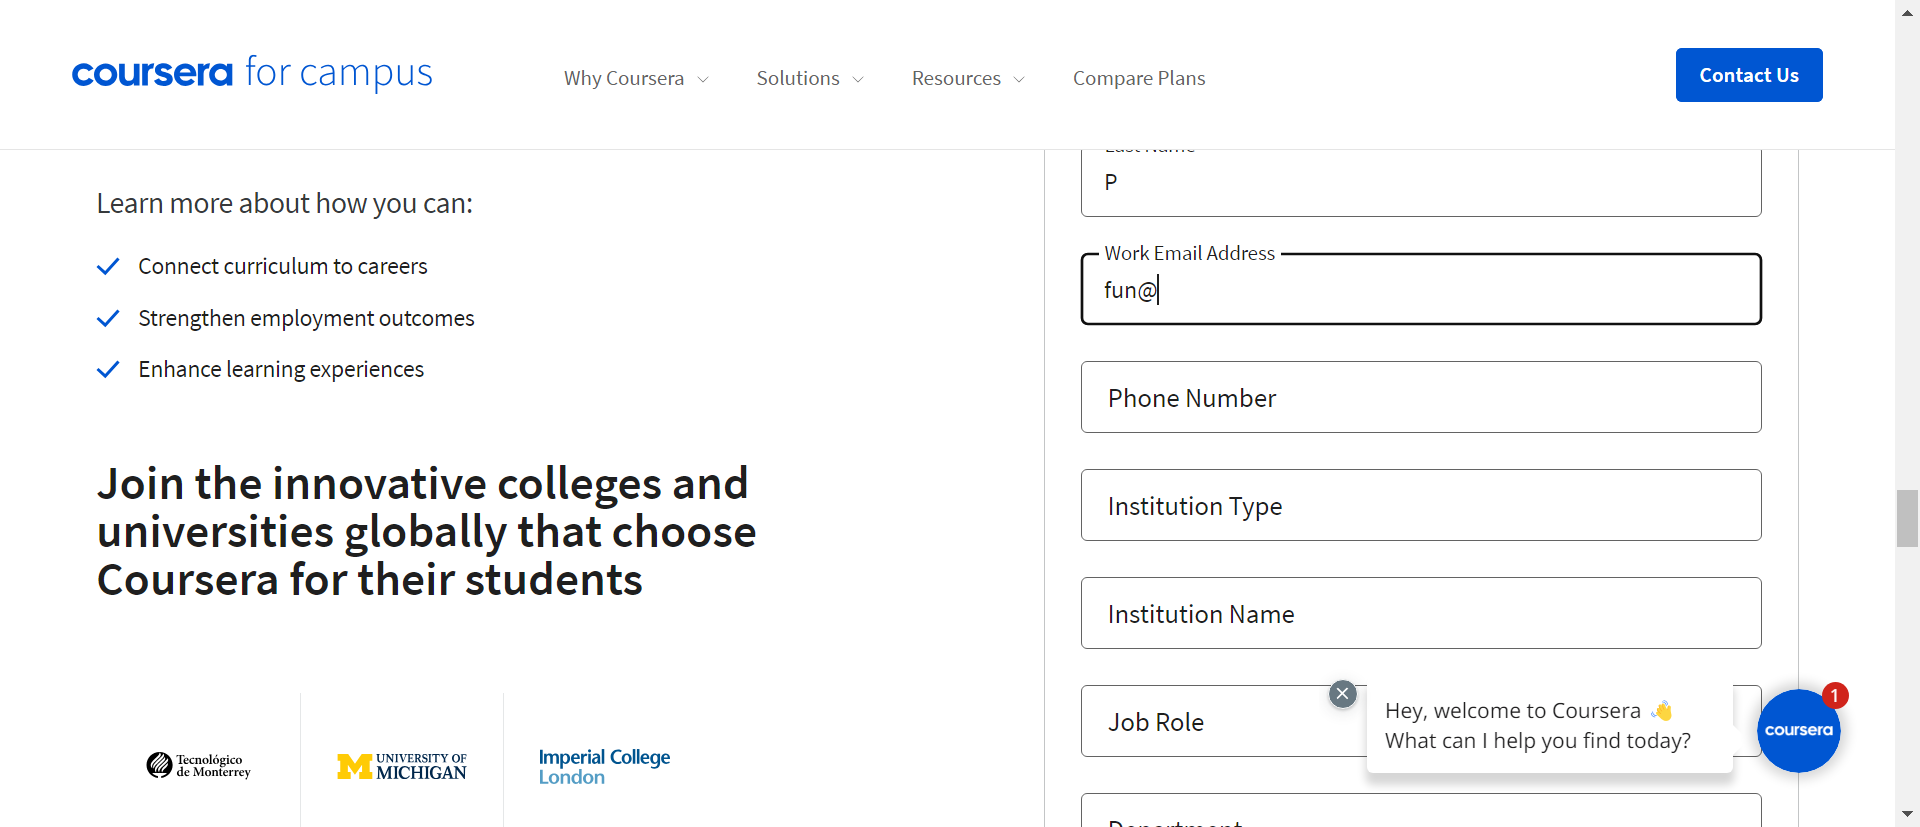 coursera for campus
Why Coursera
Solutions
Resources
Compare Plans
Contact Us
Learn more about how you can:
Connect curriculum to careers
Strengthen employment outcomes
Enhance learning experiences
Join the innovative colleges and
universities globally that choose
Coursera for their students
Tecnológico
de Monterrey
M UNIVERSITY OF
MICHIGAN
Imperial College
London
Last Name
P
Work Email Address
fun@
Phone Number
Institution Type
Institution Name
Job Role
Department
Hey, welcome to Coursera 👋
What can I help you find today?
coursera
1